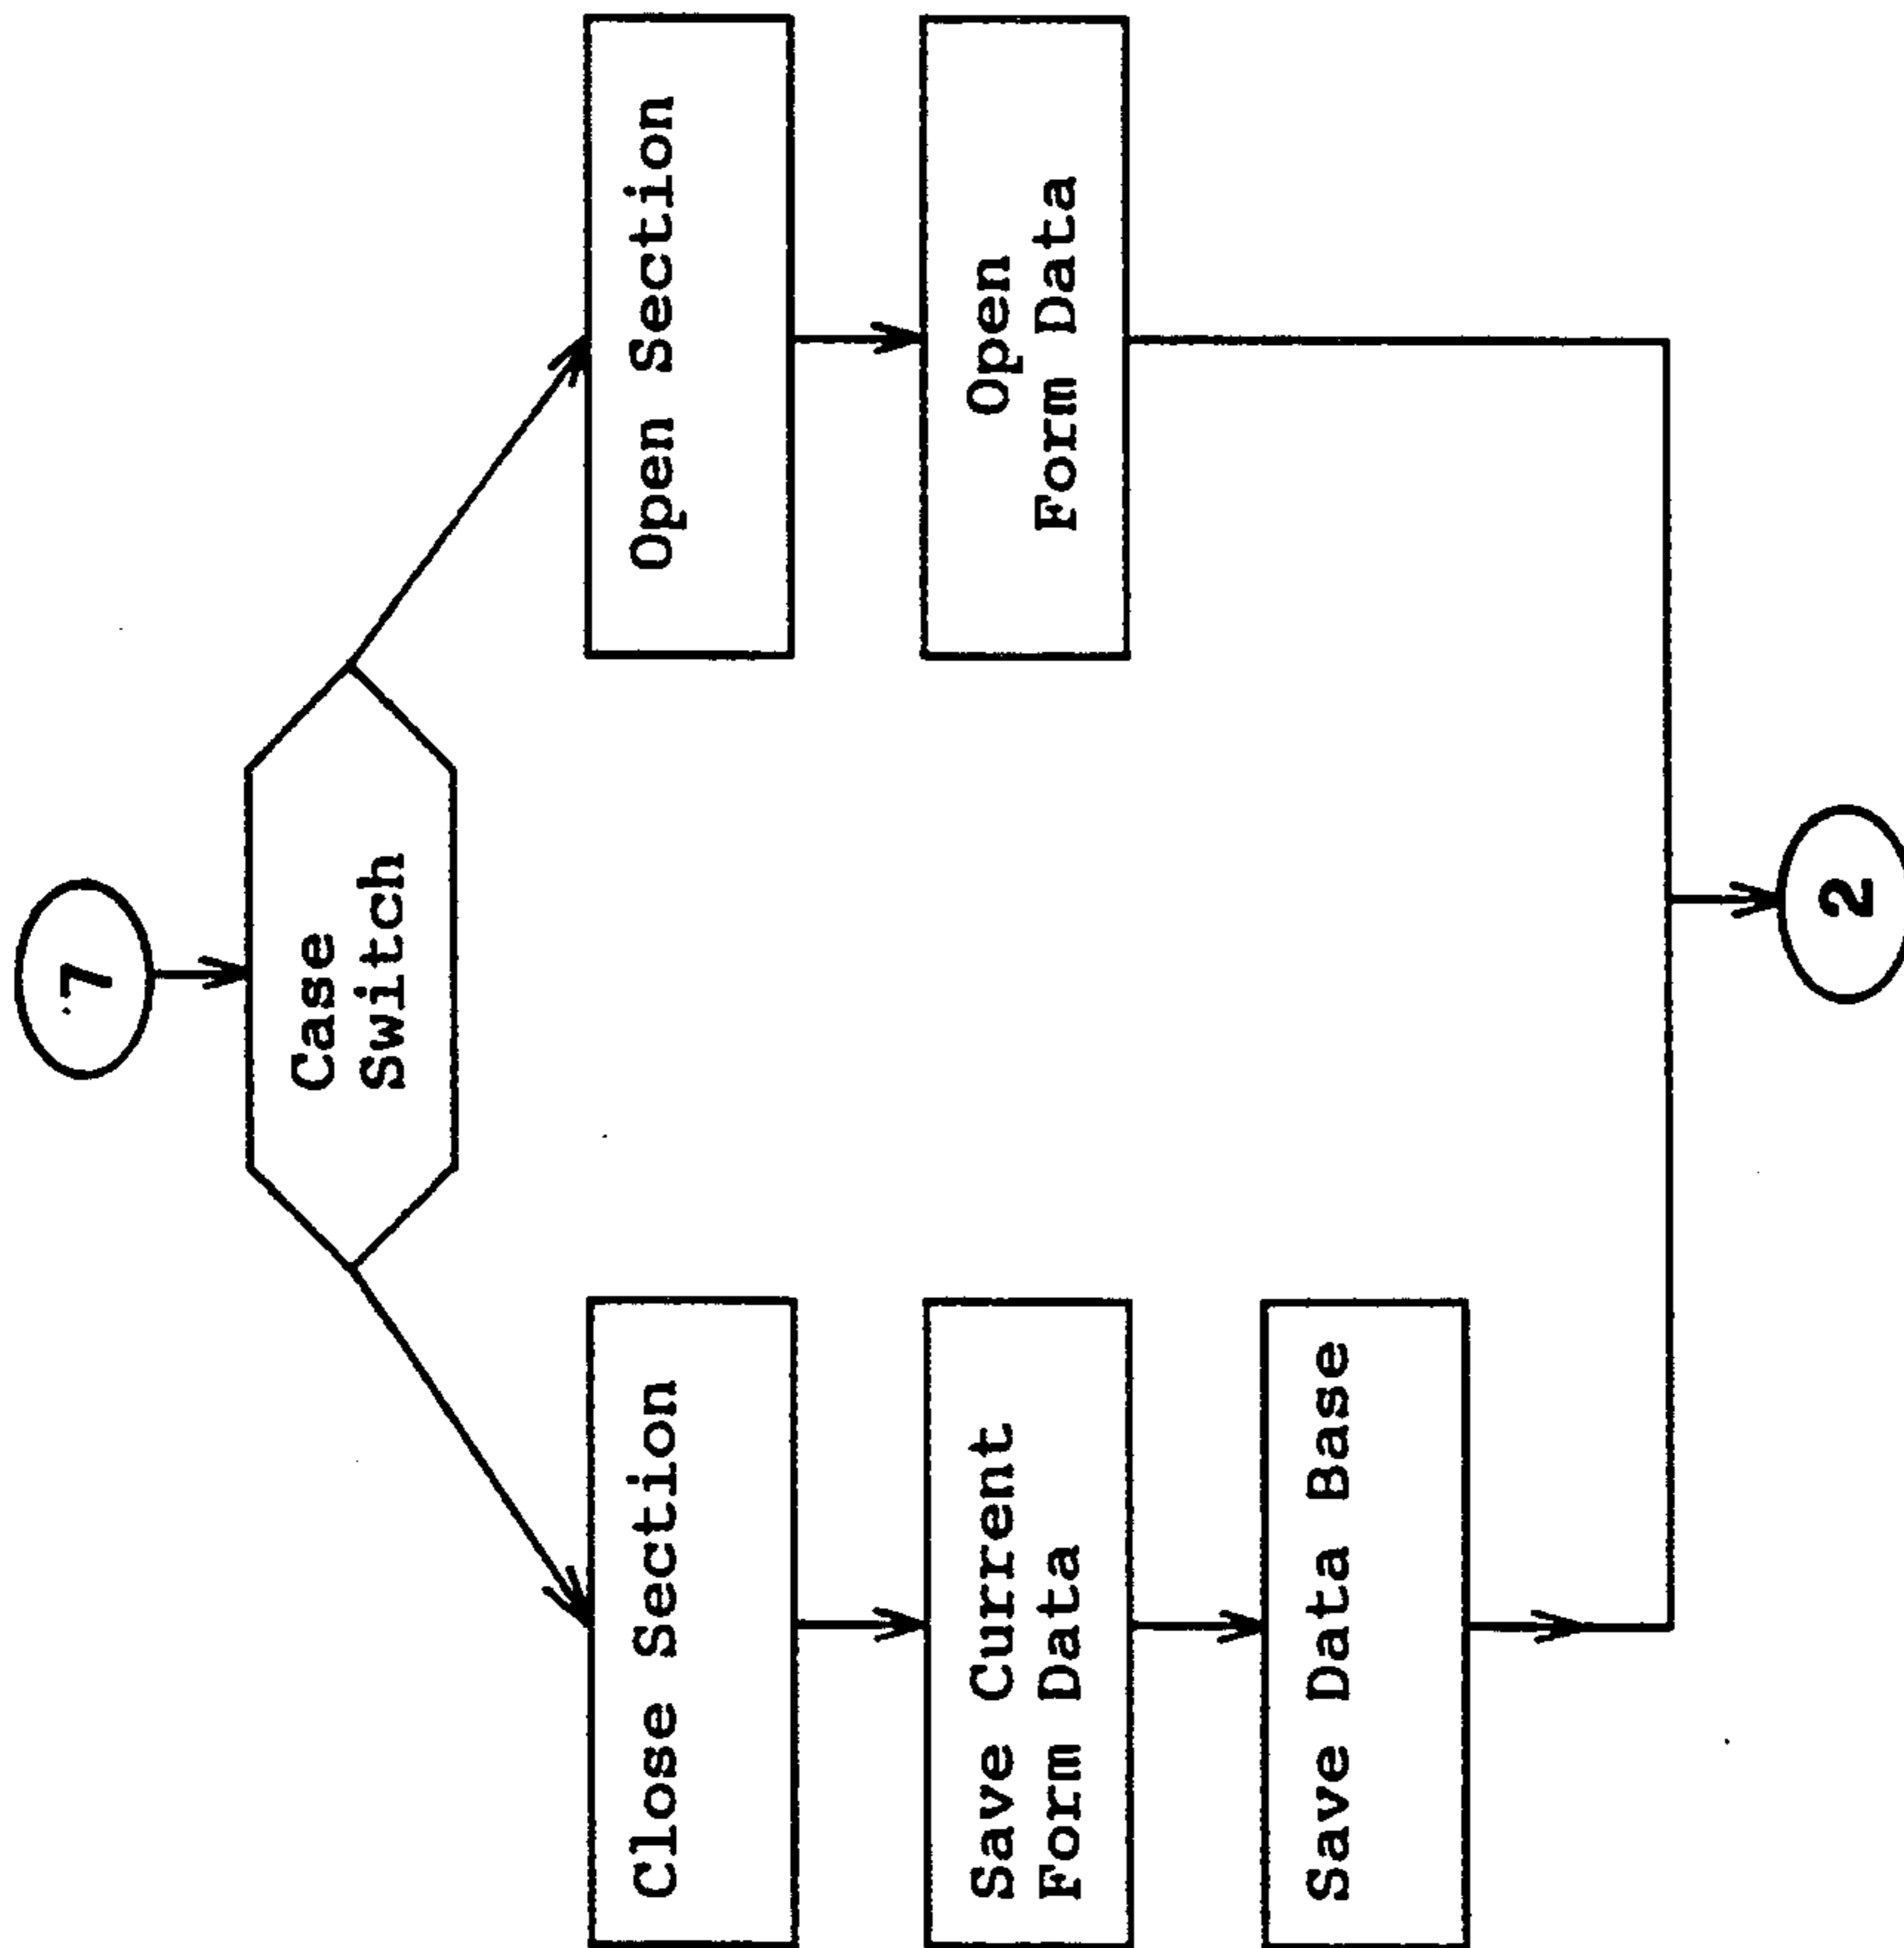 7
Case
Switch
Close Section
Save Current
Form Data
Save Data Base
Open Section
Open
Form Data
2